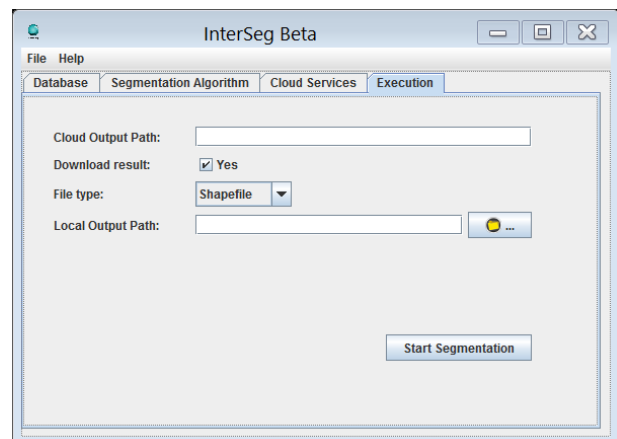 InterSeg Beta
File Help
Database Segmentation Algorithm Cloud Services Execution
Cloud Output Path:
Download result: Yes
File type: Shapefile
Local Output Path: ...
Start Segmentation